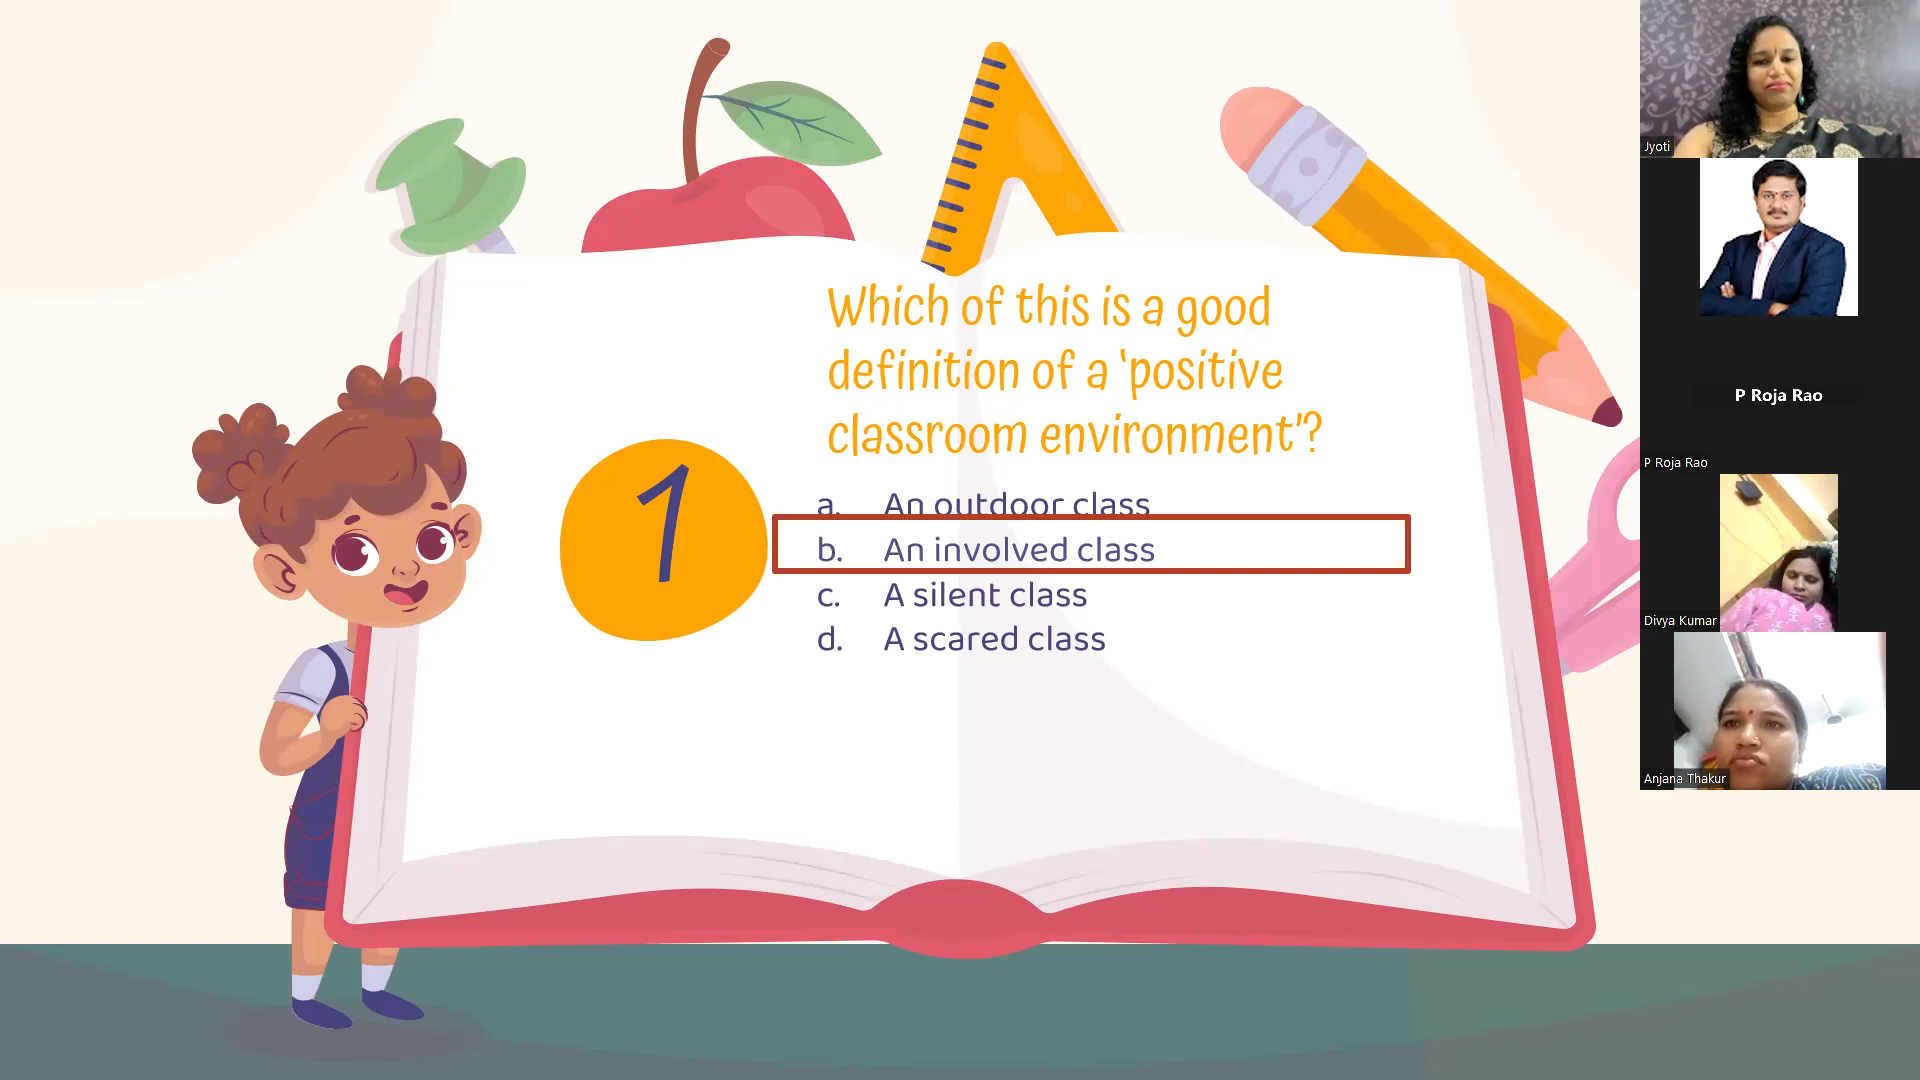 Which of this is a good
definition of a ‘positive
classroom environment’?
1
a. An outdoor class
b. An involved class
c. A silent class
d. A scared class
Jyoti
P Roja Rao
P Roja Rao
Divya Kumar
Anjana Thakur